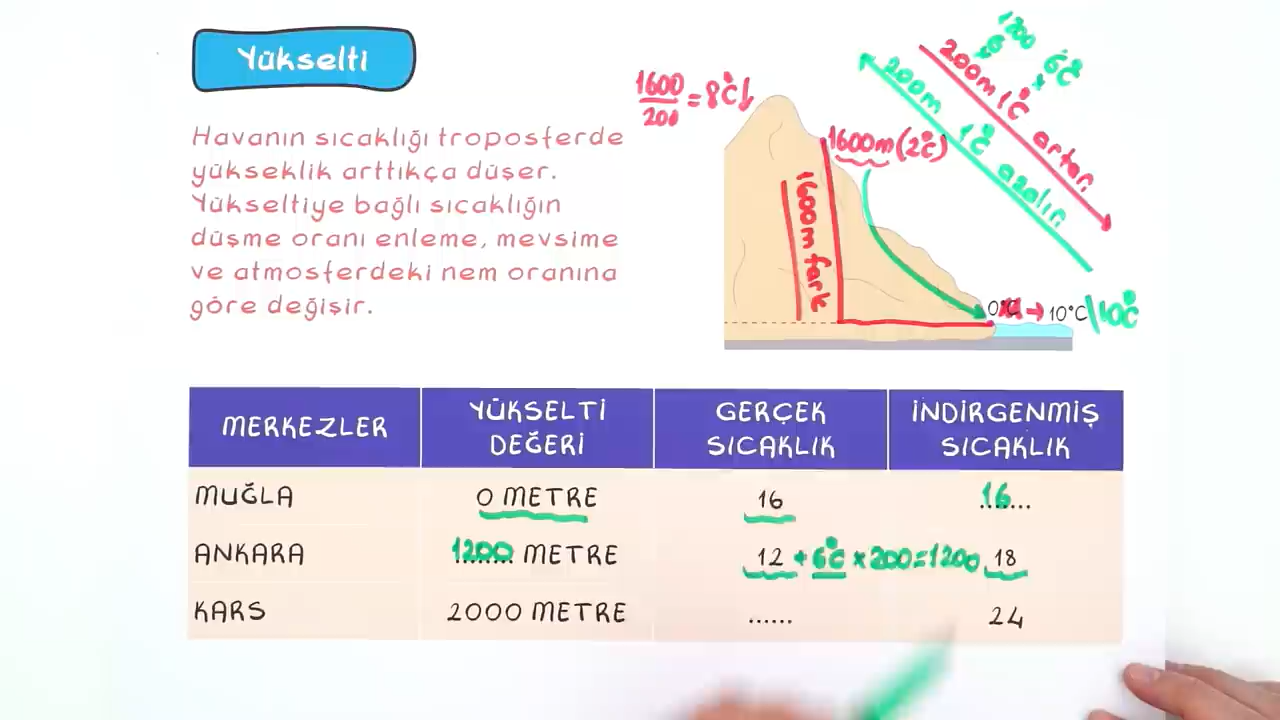 Yükselti
Havanın sıcaklığı troposferde
yükseklik arttıkça düşer.
Yükseltiye bağlı sıcaklığın
düşme oranı enleme, mevsime
ve atmosferdeki nem oranına
göre değişir.
1600/200 = 8°C↓
1600m (2°C)
1600m fark
1200
6 6°C
200m 1°C artar
200m 1°C azalır
0°C → 10°C 10°C
MERKEZLER YÜKSELTİ DEĞERİ GERÇEK SICAKLIK İNDİRGENMİŞ SICAKLIK
MUĞLA 0 METRE 16 16......
ANKARA 1200 METRE 12 + 6°C x 200 = 1200 18
KARS 2000 METRE ...... 24